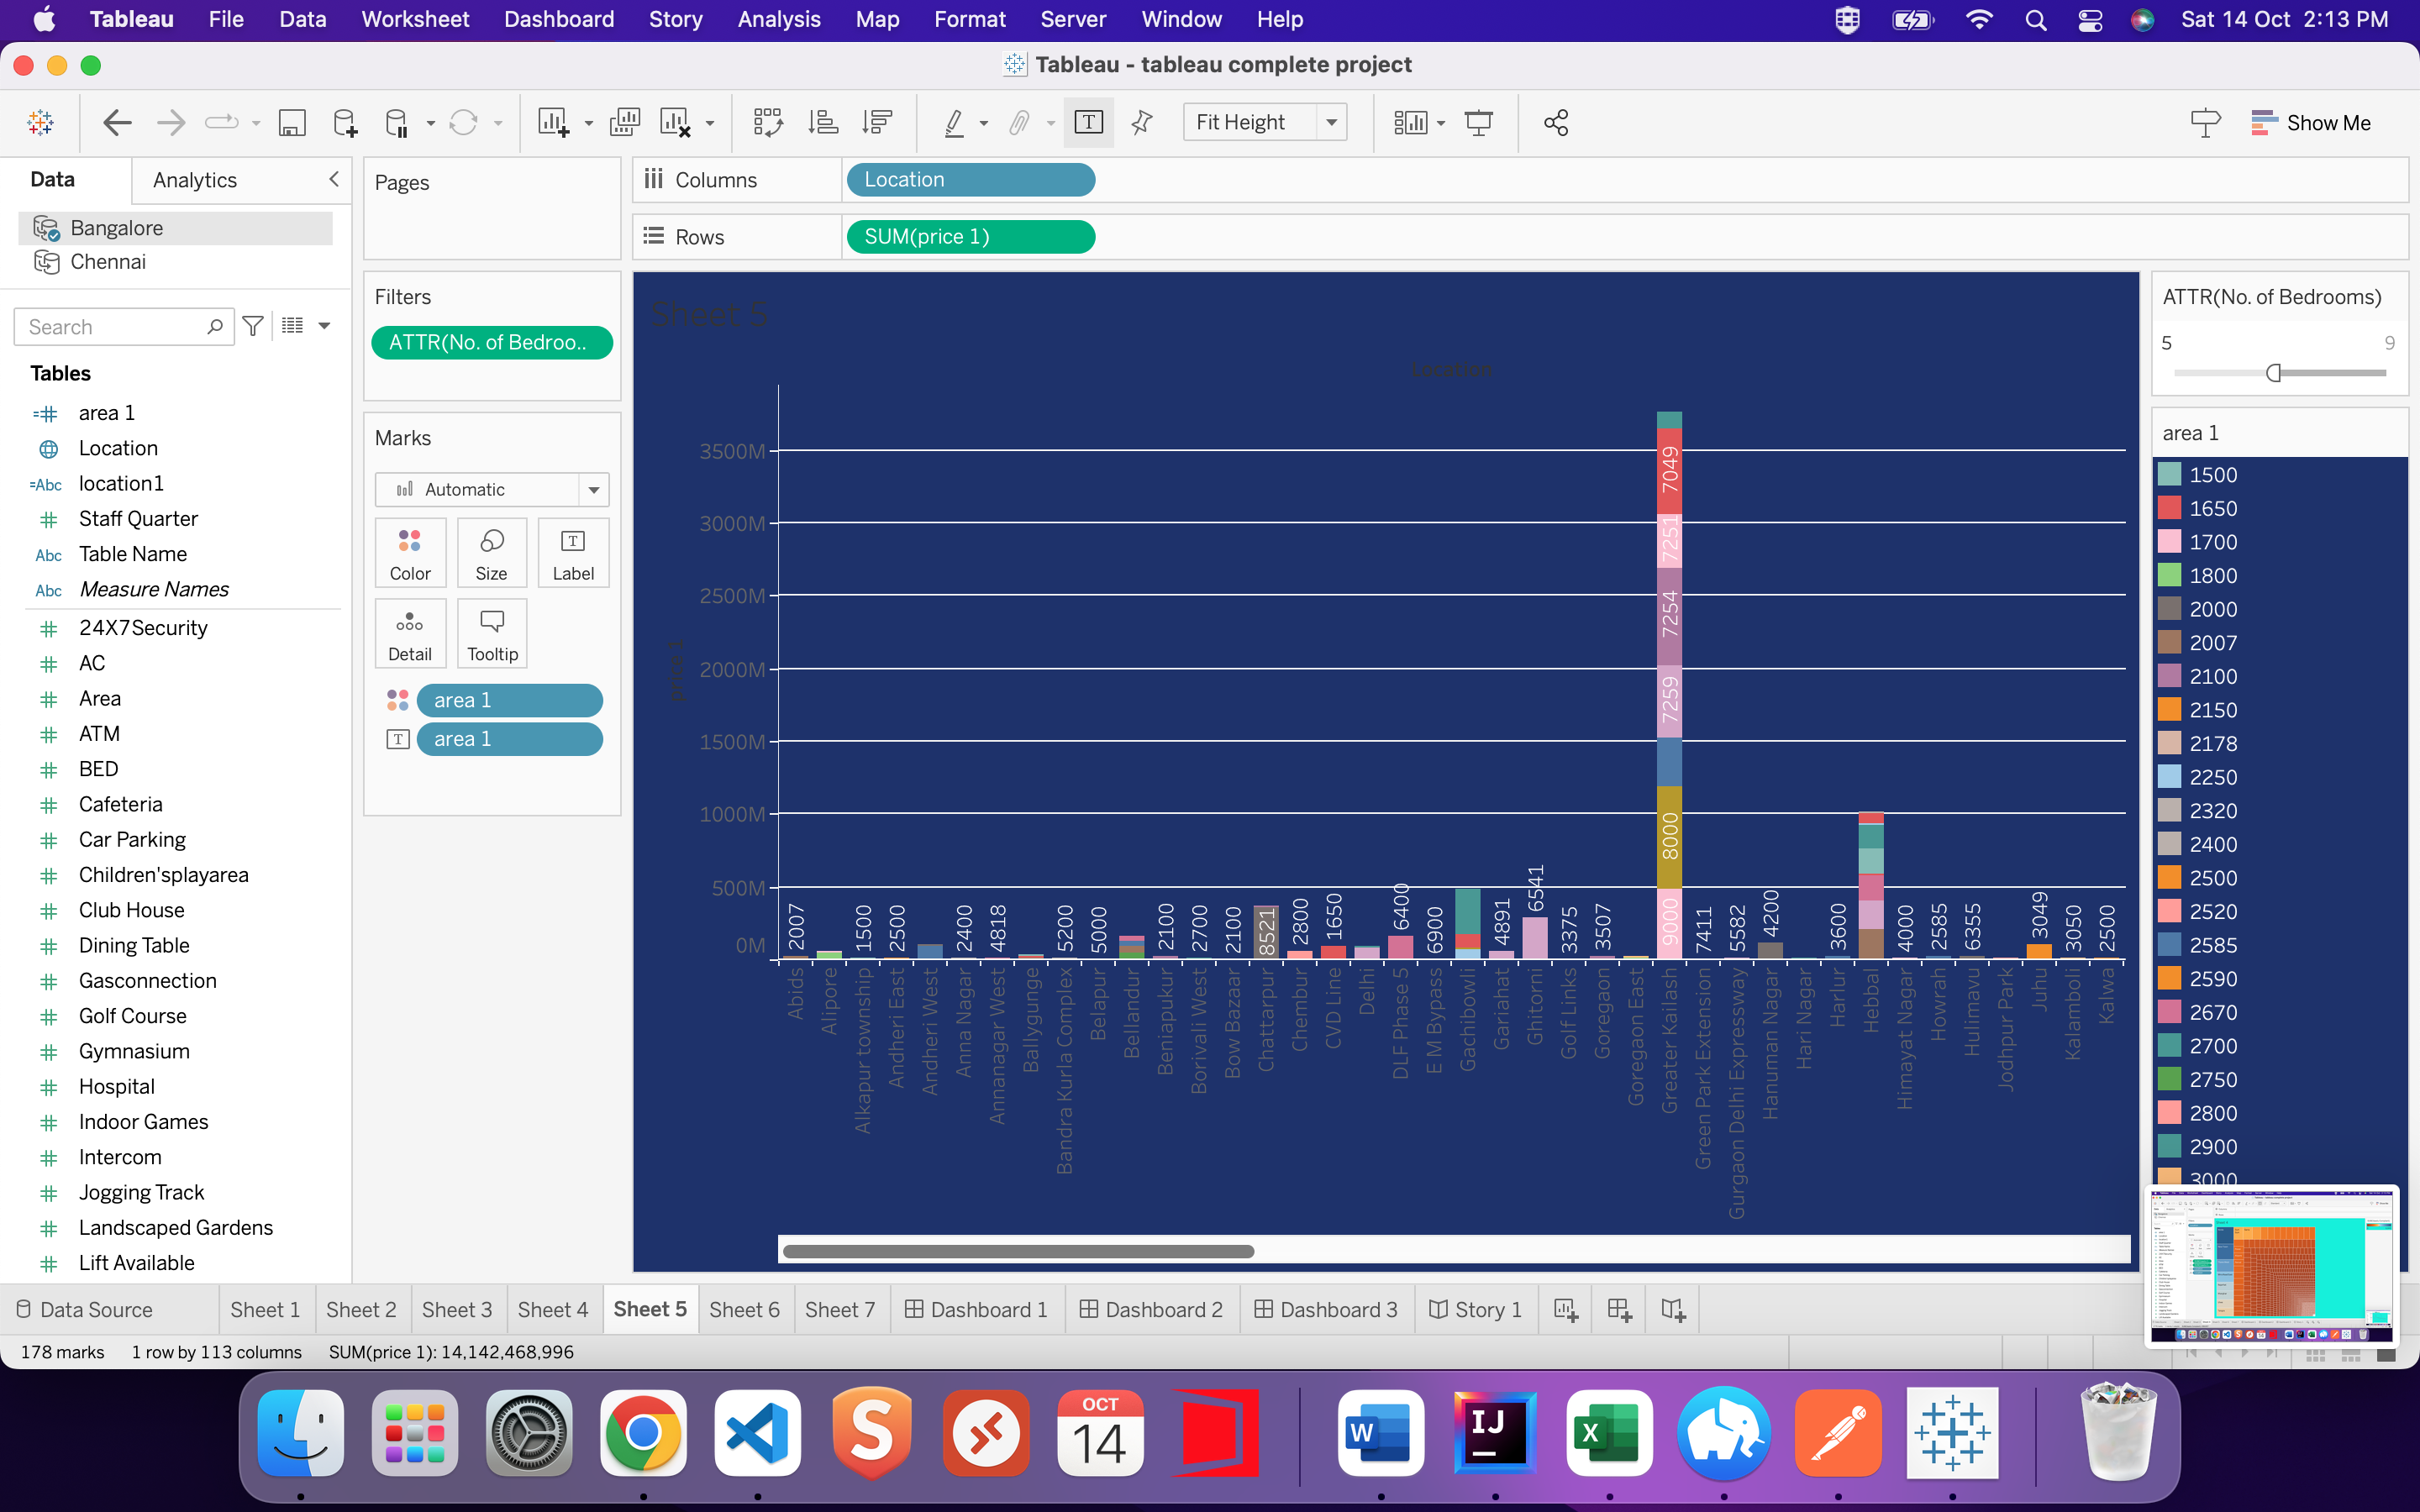 Tableau File Data Worksheet Dashboard Story Analysis Map Format Server Window Help Sat 14 Oct 2:13 PM
Tableau - tableau complete project
Fit Height Show Me
Data Analytics
Bangalore
Chennai
Search
Tables
area 1
Location
=Abc location1
Staff Quarter
Abc Table Name
Abc Measure Names
24X7Security
AC
Area
ATM
BED
Cafeteria
Car Parking
Children'splayarea
Club House
Dining Table
Gasconnection
Golf Course
Gymnasium
Hospital
Indoor Games
Intercom
Jogging Track
Landscaped Gardens
Lift Available
Pages
Filters
ATTR(No. of Bedroo..
Marks
Automatic
Color Size Label
Detail Tooltip
area 1
area 1
Columns Location
Rows SUM(price 1)
Sheet 5
Location
price 1
3500M
3000M
2500M
2000M
1500M
1000M
500M
0M
2007
1500
2500
2400
4818
5200
5000
2100
2700
2100
8521
2800
1650
6400
6900
4891
6541
3375
3507
7049
7251
7254
7259
8000
9000
7411
5582
4200
3600
4000
2585
6355
3049
3050
2500
Abids
Alipore
Alkapur township
Andheri East
Andheri West
Anna Nagar
Annanagar West
Ballygunge
Bandra Kurla Complex
Belapur
Bellandur
Beniapukur
Borivali West
Bow Bazaar
Chattarpur
Chembur
CVD Line
Delhi
DLF Phase 5
E M Bypass
Gachibowli
Gariahat
Ghitorni
Golf Links
Goregaon
Goregaon East
Greater Kailash
Green Park Extension
Gurgaon Delhi Expressway
Hanuman Nagar
Hari Nagar
Harlur
Hebbal
Himayat Nagar
Howrah
Hulimavu
Jodhpur Park
Juhu
Kalamboli
Kalwa
ATTR(No. of Bedrooms)
5 9
area 1
1500
1650
1700
1800
2000
2007
2100
2150
2178
2250
2320
2400
2500
2520
2585
2590
2670
2700
2750
2800
2900
3000
Data Source Sheet 1 Sheet 2 Sheet 3 Sheet 4 Sheet 5 Sheet 6 Sheet 7 Dashboard 1 Dashboard 2 Dashboard 3 Story 1
178 marks 1 row by 113 columns SUM(price 1): 14,142,468,996
OCT
14
W
IJ
X
S